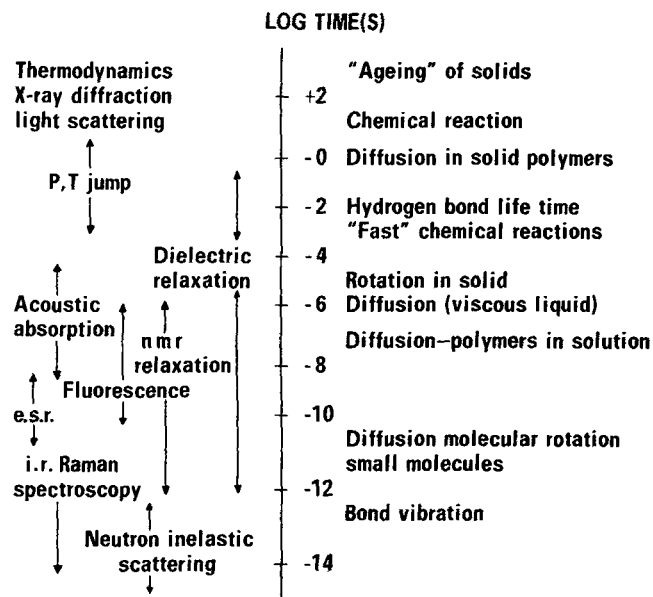 LOG TIME(S)
Thermodynamics
X-ray diffraction
light scattering
P,T jump
Dielectric
relaxation
Acoustic
absorption
n m r
relaxation
Fluorescence
e.s.r.
i.r. Raman
spectroscopy
Neutron inelastic
scattering
+2
-0
-2
-4
-6
-8
-10
-12
-14
"Ageing" of solids
Chemical reaction
Diffusion in solid polymers
Hydrogen bond life time
"Fast" chemical reactions
Rotation in solid
Diffusion (viscous liquid)
Diffusion–polymers in solution
Diffusion molecular rotation
small molecules
Bond vibration